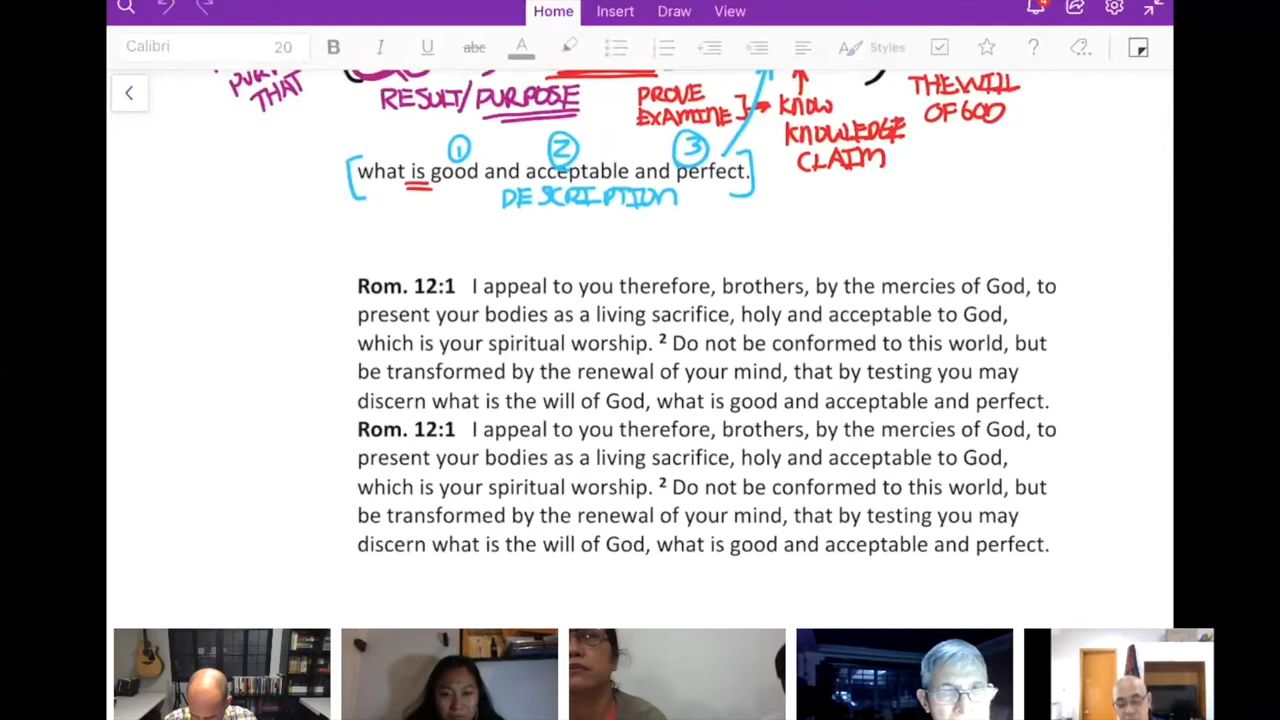 Home Insert Draw View
4
Calibri 20 B I U abc A Styles ?
THAT
RESULT/PURPOSE
PROVE
EXAMINE
KNOW
KNOWLEDGE
CLAIM
THE WILL
OF GOD
1 2 3
[what is good and acceptable and perfect.]
DESCRIPTION
Rom. 12:1 I appeal to you therefore, brothers, by the mercies of God, to
present your bodies as a living sacrifice, holy and acceptable to God,
which is your spiritual worship. 2 Do not be conformed to this world, but
be transformed by the renewal of your mind, that by testing you may
discern what is the will of God, what is good and acceptable and perfect.
Rom. 12:1 I appeal to you therefore, brothers, by the mercies of God, to
present your bodies as a living sacrifice, holy and acceptable to God,
which is your spiritual worship. 2 Do not be conformed to this world, but
be transformed by the renewal of your mind, that by testing you may
discern what is the will of God, what is good and acceptable and perfect.